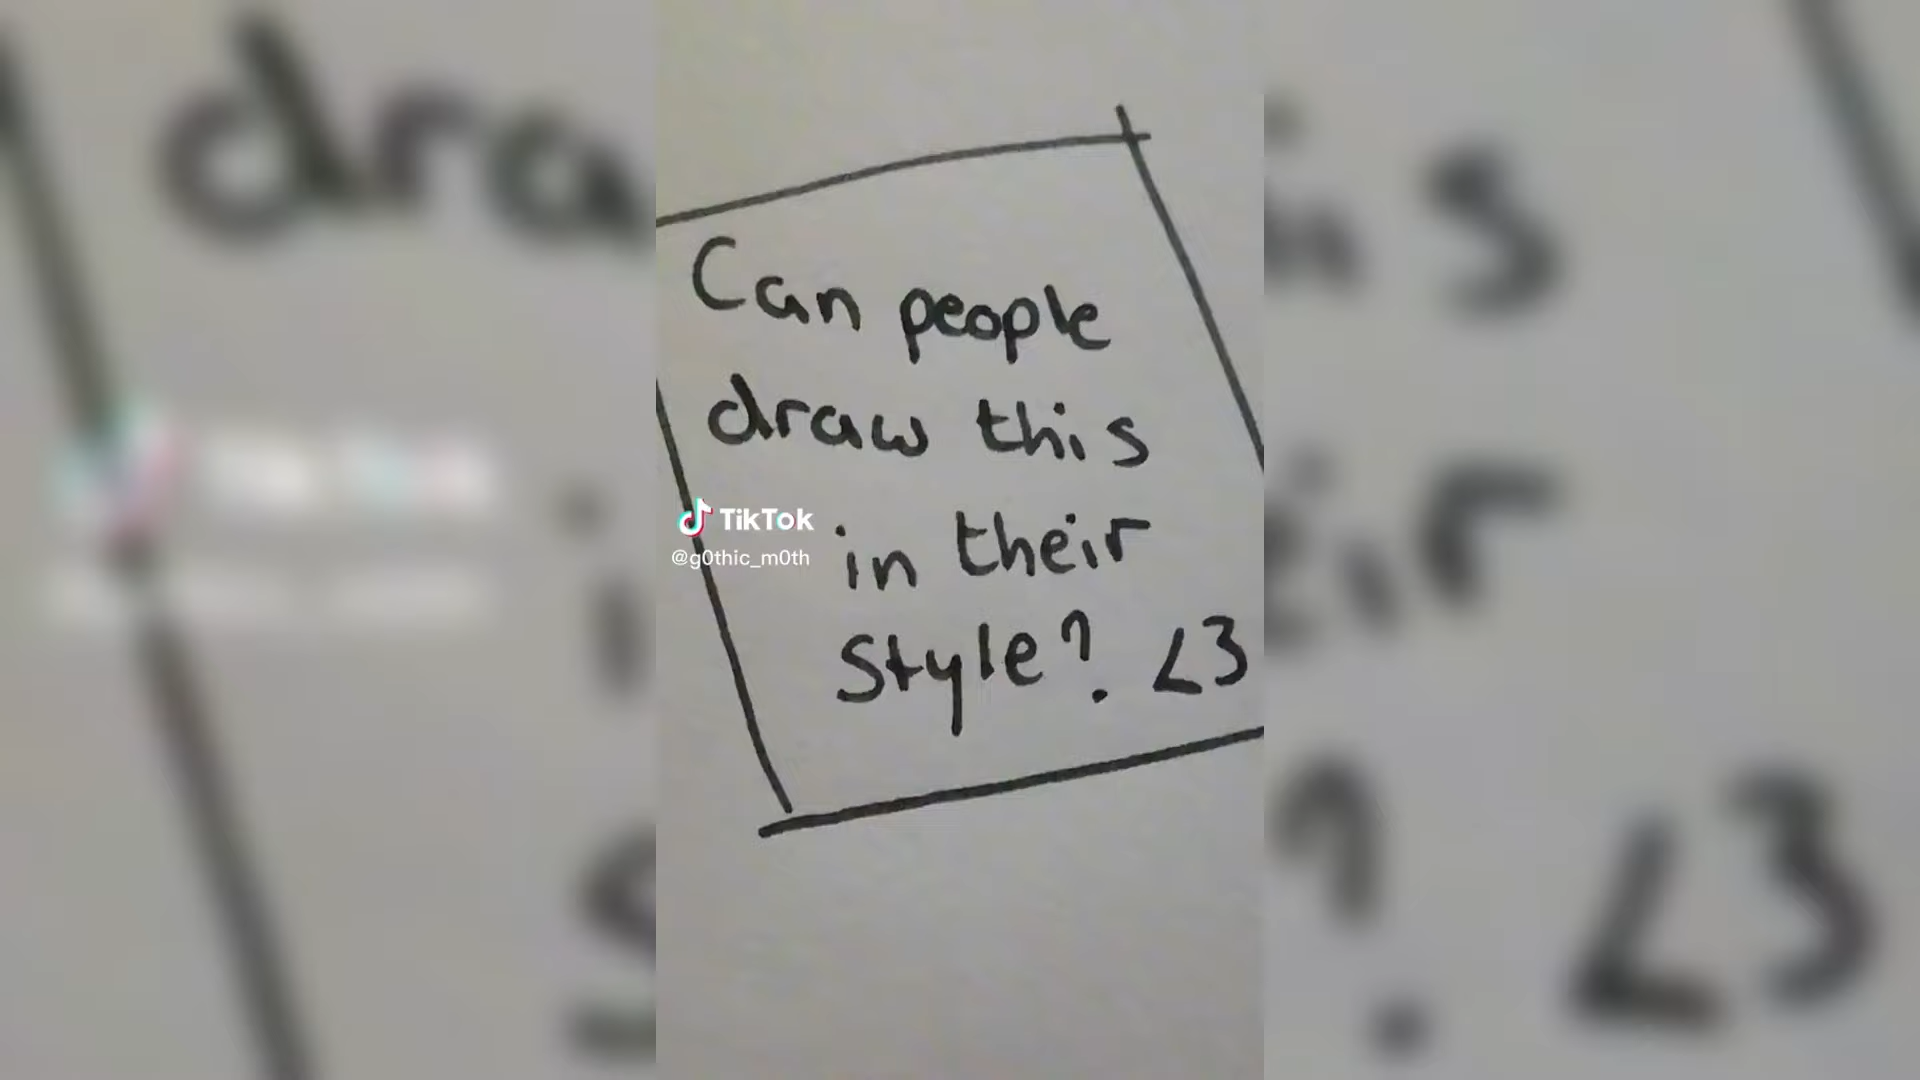 Can people
draw this
in their
style? <3
TikTok
@g0thic_m0th